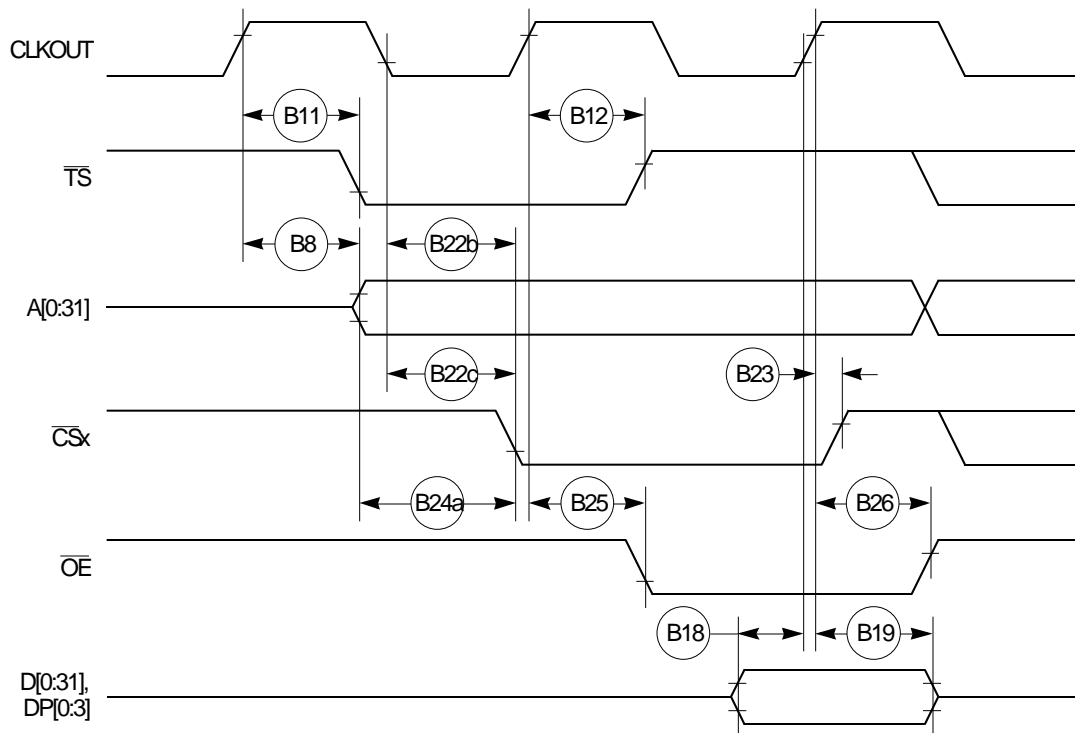 CLKOUT
B11
B12
TS
B8
B22b
A[0:31]
B22c
B23
CSx
B24a
B25
B26
OE
B18
B19
D[0:31],
DP[0:3]